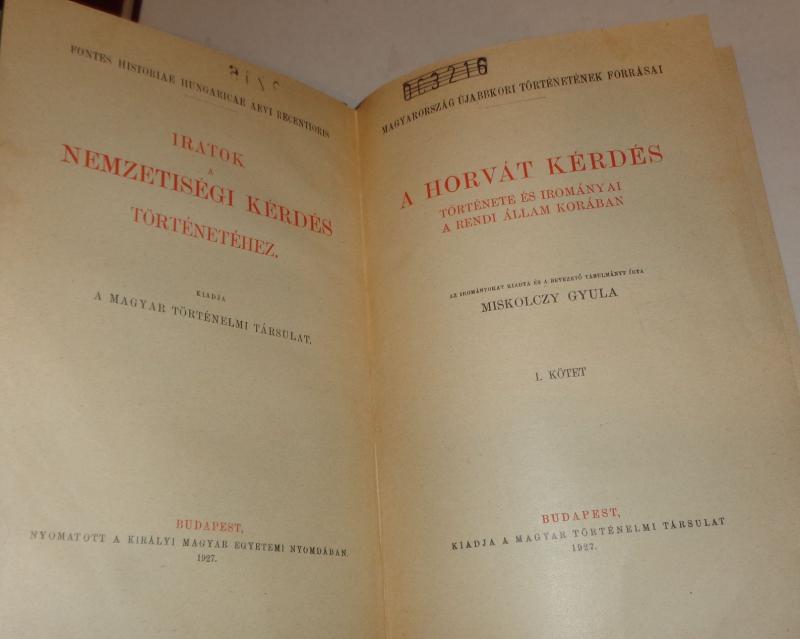 FONTES HISTORIAE HUNGARICAE AEVI RECENTIORIS
IRATOK
A
NEMZETISÉGI KÉRDÉS
TÖRTÉNETÉHEZ.
KIADJA
A MAGYAR TÖRTÉNELMI TÁRSULAT.
BUDAPEST,
NYOMATOTT A KIRÁLYI MAGYAR EGYETEMI NYOMDÁBAN.
1927.
063216
MAGYARORSZÁG ÚJABBKORI TÖRTÉNETÉNEK FORRÁSAI
A HORVÁT KÉRDÉS
TÖRTÉNETE ÉS IROMÁNYAI
A RENDI ÁLLAM KORÁBAN
AZ IROMÁNYOKAT KIADTA ÉS A BEVEZETŐ TANULMÁNYT ÍRTA
MISKOLCZY GYULA
I. KÖTET
BUDAPEST,
KIADJA A MAGYAR TÖRTÉNELMI TÁRSULAT
1927.